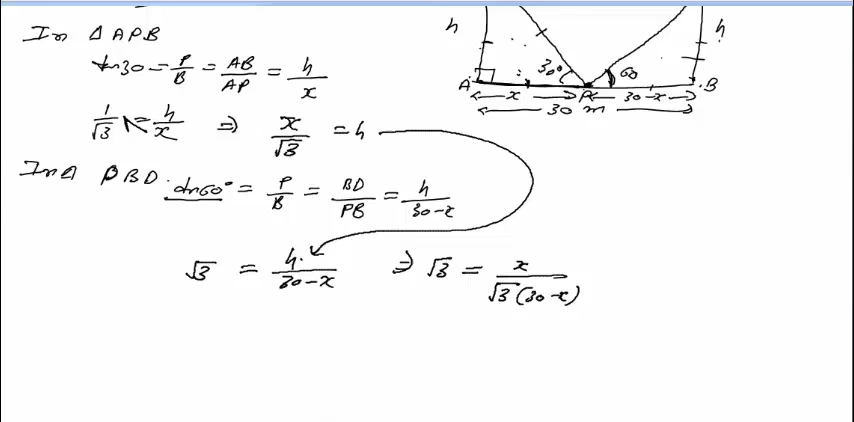 In Δ APB
tan30 = P/B = AB/AP = h/x
1/√3 = h/x ⇒ x/√3 = h
In Δ PBD. tan60° = P/B = BD/PB = h/30-x
√3 = h/30-x ⇒ √3 = x/√3(30-x)
h
h
30°
60
A
P
B
x
30-x
30 m